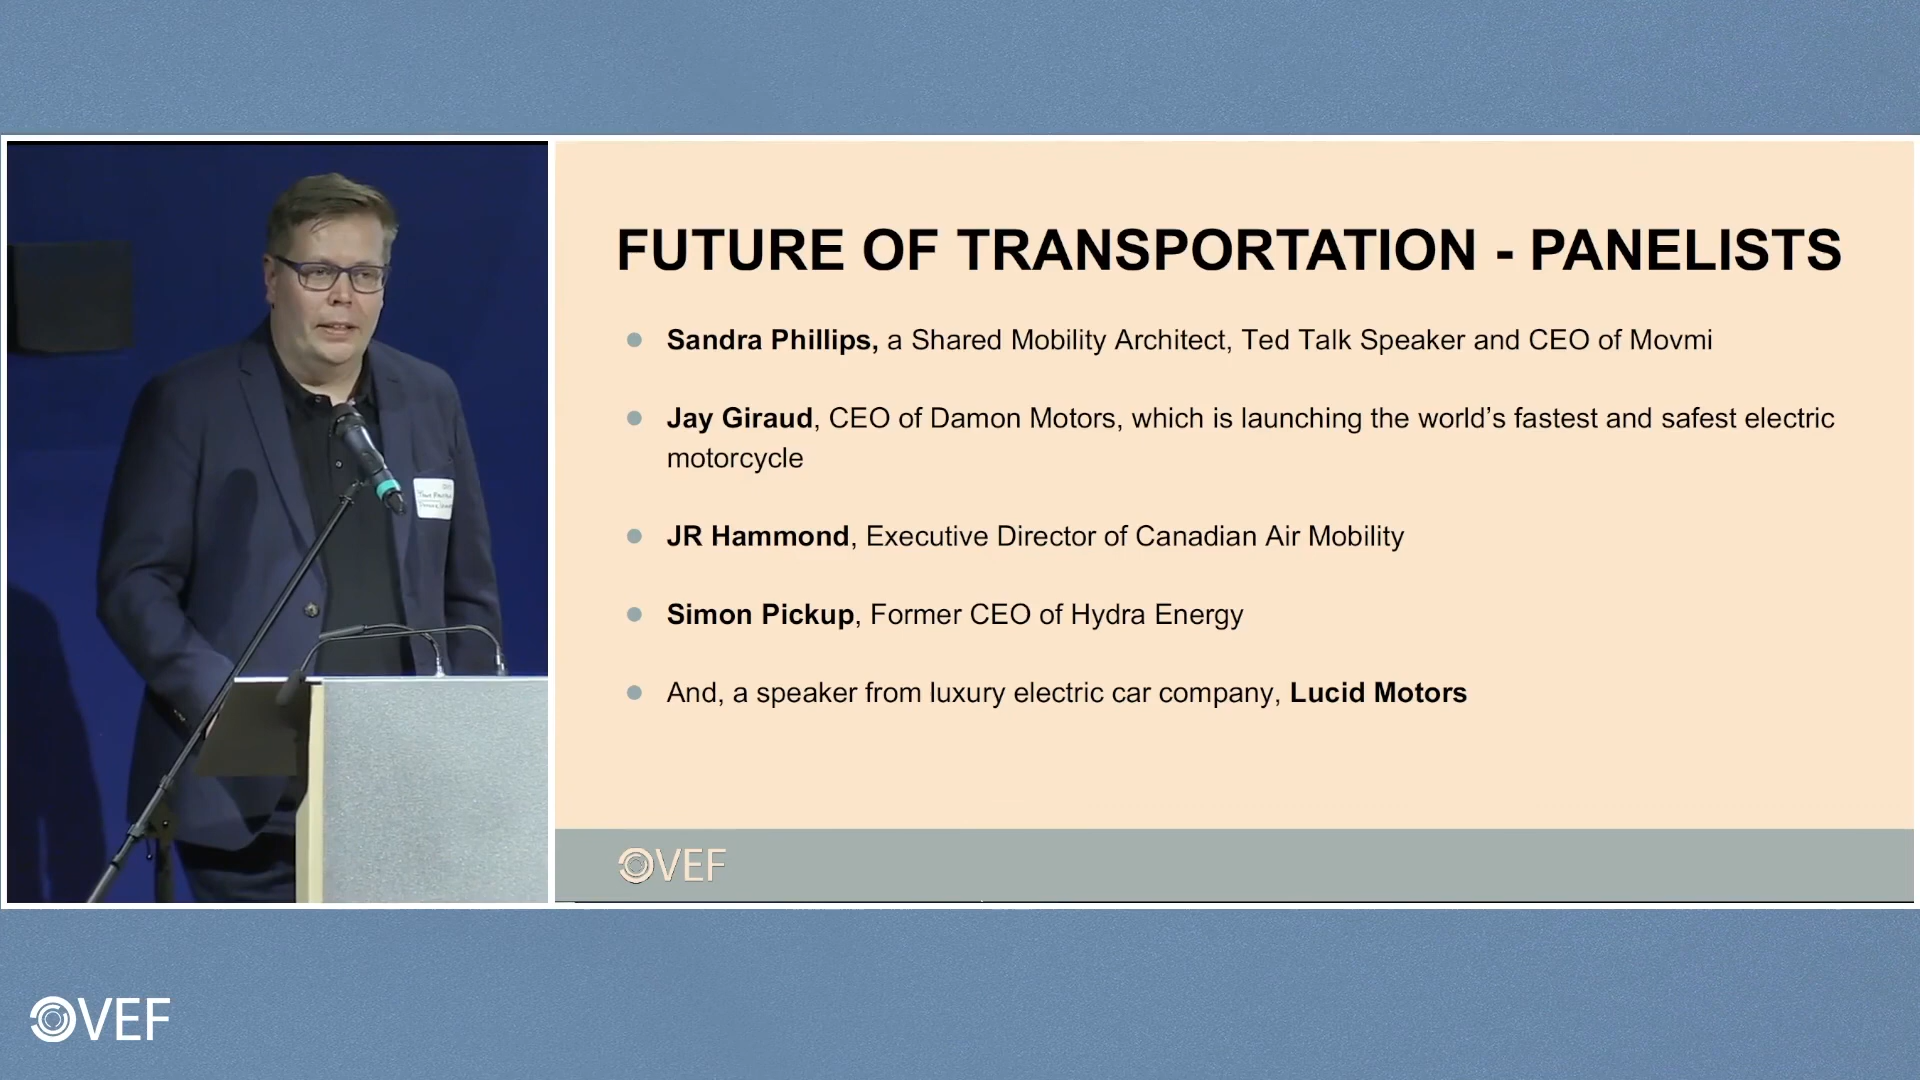 FUTURE OF TRANSPORTATION - PANELISTS
Sandra Phillips, a Shared Mobility Architect, Ted Talk Speaker and CEO of Movmi
Jay Giraud, CEO of Damon Motors, which is launching the world’s fastest and safest electric
motorcycle
JR Hammond, Executive Director of Canadian Air Mobility
Simon Pickup, Former CEO of Hydra Energy
And, a speaker from luxury electric car company, Lucid Motors
VEF
VEF